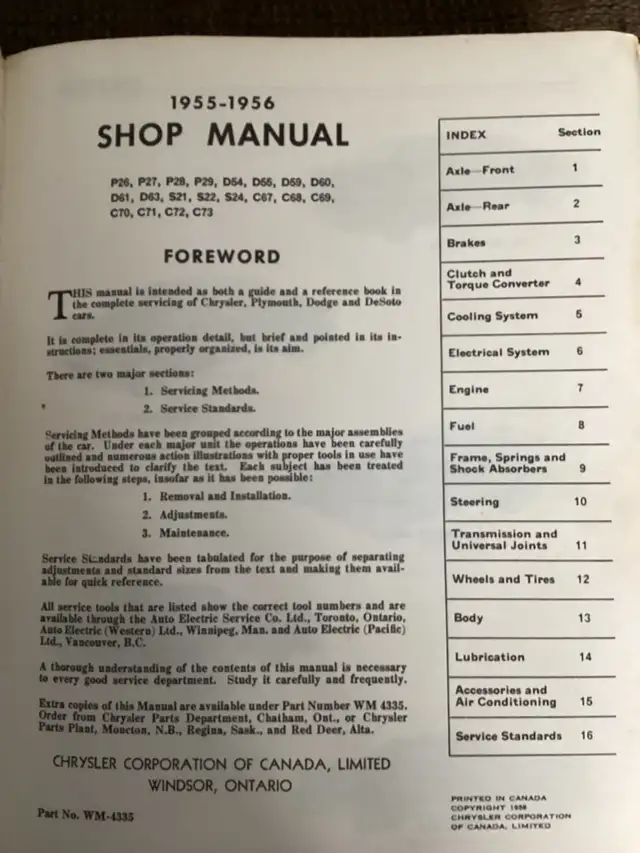 1955-1956
SHOP MANUAL
P26, P27, P28, P29, D54, D55, D59, D60,
D61, D63, S21, S22, S24, C67, C68, C69,
C70, C71, C72, C73
FOREWORD
THIS manual is intended as both a guide and a reference book in
the complete servicing of Chrysler, Plymouth, Dodge and DeSoto
cars.
It is complete in its operation detail, but brief and pointed in its in-
structions; essentials, properly organized, is its aim.
There are two major sections:
1. Servicing Methods.
2. Service Standards.
Servicing Methods have been grouped according to the major assemblies
of the car. Under each major unit the operations have been carefully
outlined and numerous action illustrations with proper tools in use have
been introduced to clarify the text. Each subject has been treated
in the following steps, insofar as it has been possible:
1. Removal and Installation.
2. Adjustments.
3. Maintenance.
Service Standards have been tabulated for the purpose of separating
adjustments and standard sizes from the text and making them avail-
able for quick reference.
All service tools that are listed show the correct tool numbers and are
available through the Auto Electric Service Co. Ltd., Toronto, Ontario,
Auto Electric (Western) Ltd., Winnipeg, Man. and Auto Electric (Pacific)
Ltd., Vancouver, B.C.
A thorough understanding of the contents of this manual is necessary
to every good service department. Study it carefully and frequently.
Extra copies of this Manual are available under Part Number WM 4335.
Order from Chrysler Parts Department, Chatham, Ont., or Chrysler
Parts Plant, Moncton, N.B., Regina, Sask., and Red Deer, Alta.
CHRYSLER CORPORATION OF CANADA, LIMITED
WINDSOR, ONTARIO
Part No. WM-4335
INDEX Section
Axle—Front 1
Axle—Rear 2
Brakes 3
Clutch and
Torque Converter 4
Cooling System 5
Electrical System 6
Engine 7
Fuel 8
Frame, Springs and
Shock Absorbers 9
Steering 10
Transmission and
Universal Joints 11
Wheels and Tires 12
Body 13
Lubrication 14
Accessories and
Air Conditioning 15
Service Standards 16
PRINTED IN CANADA
COPYRIGHT 1956
CHRYSLER CORPORATION
OF CANADA, LIMITED